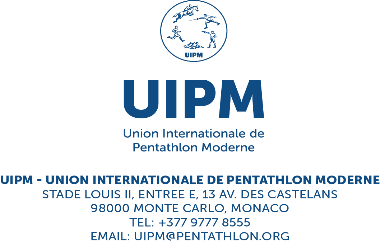 UIPM
UIPM
Union Internationale de
Pentathlon Moderne
UIPM - UNION INTERNATIONALE DE PENTATHLON MODERNE
STADE LOUIS II, ENTREE E, 13 AV. DES CASTELANS
98000 MONTE CARLO, MONACO
TEL: +377 9777 8555
EMAIL: UIPM@PENTATHLON.ORG